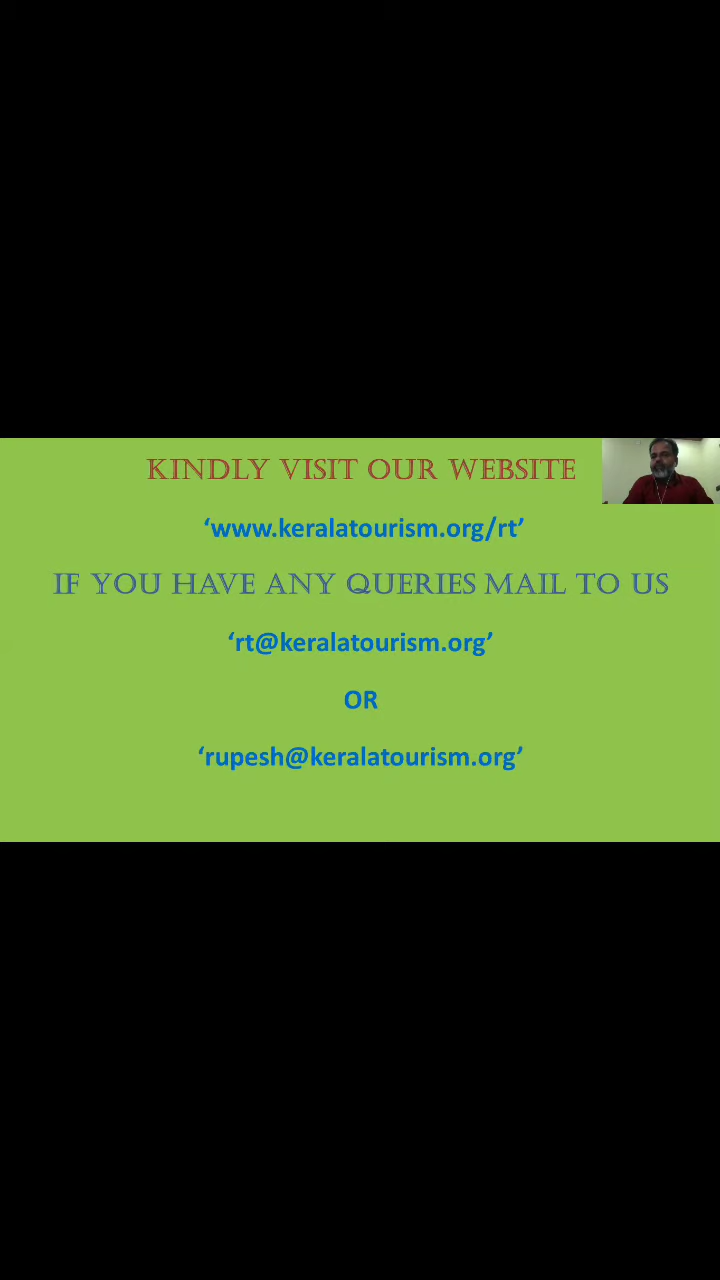 KINDLY VISIT OUR WEBSITE
‘www.keralatourism.org/rt’
IF YOU HAVE ANY QUERIES MAIL TO US
‘rt@keralatourism.org’
OR
‘rupesh@keralatourism.org’